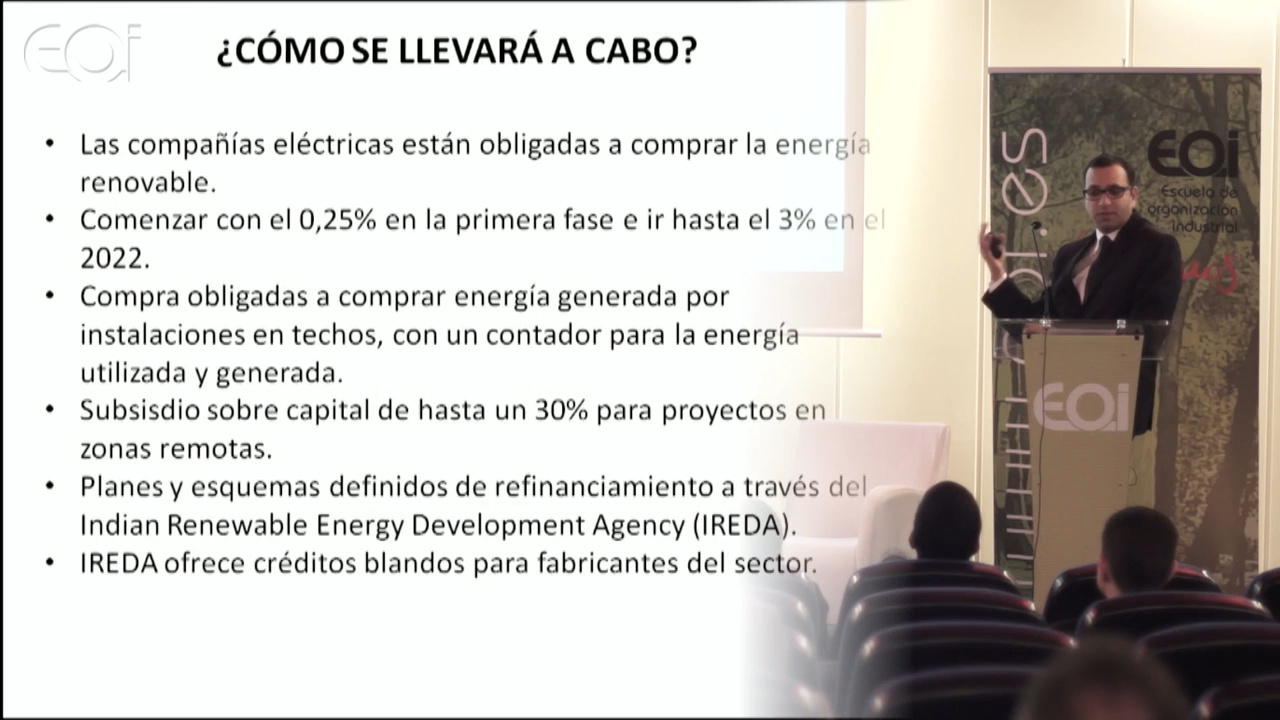 EOi
¿CÓMO SE LLEVARÁ A CABO?
• Las compañías eléctricas están obligadas a comprar la energía
renovable.
• Comenzar con el 0,25% en la primera fase e ir hasta el 3% en el
2022.
• Compra obligadas a comprar energía generada por
instalaciones en techos, con un contador para la energía
utilizada y generada.
• Subsisdio sobre capital de hasta un 30% para proyectos en
zonas remotas.
• Planes y esquemas definidos de refinanciamiento a través del
Indian Renewable Energy Development Agency (IREDA).
• IREDA ofrece créditos blandos para fabricantes del sector.
EOi
Escuela de
organización
industrial
EOi